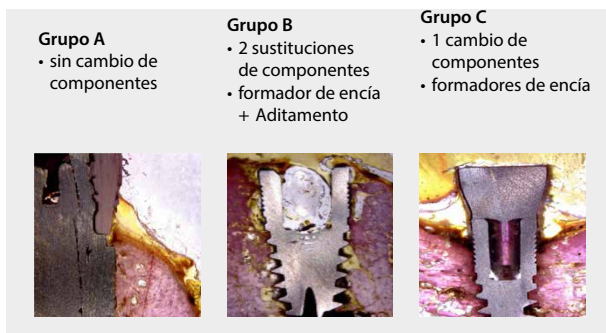 Grupo A
• sin cambio de
componentes
Grupo B
• 2 sustituciones
de componentes
• formador de encía
+ Aditamento
Grupo C
• 1 cambio de
componentes
• formadores de encía